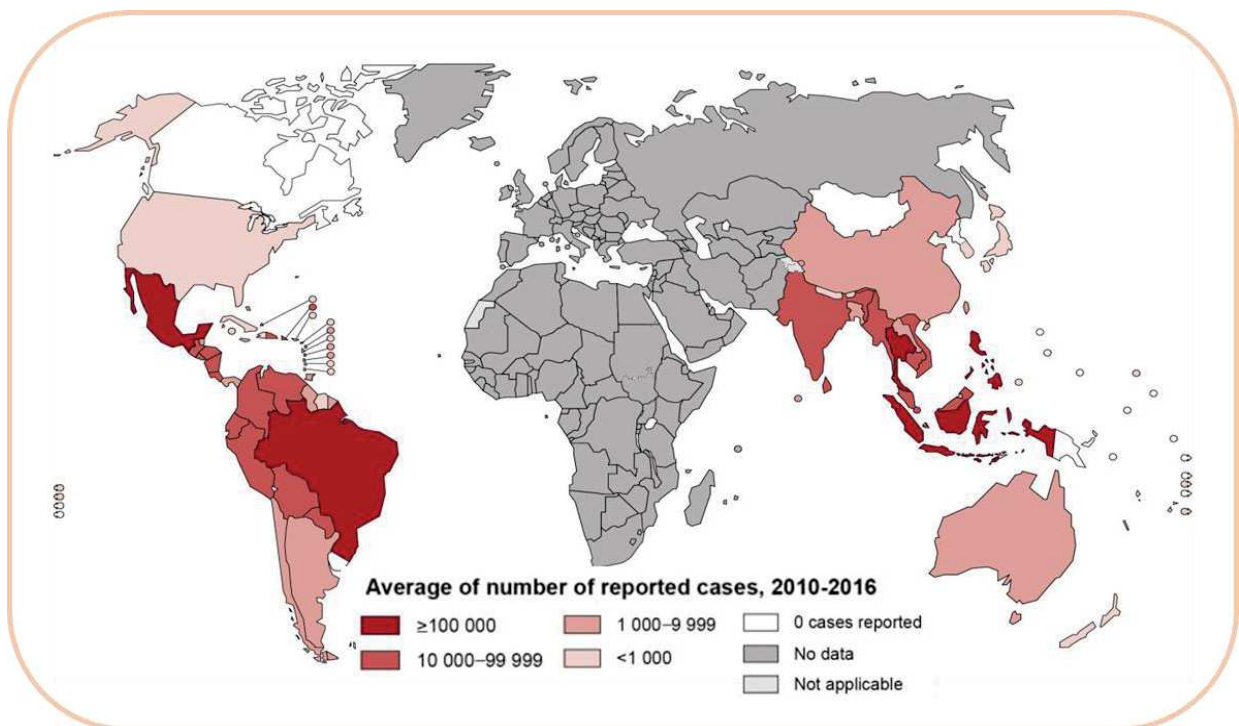 Average of number of reported cases, 2010-2016
≥100 000
1 000–9 999
0 cases reported
10 000–99 999
<1 000
No data
Not applicable